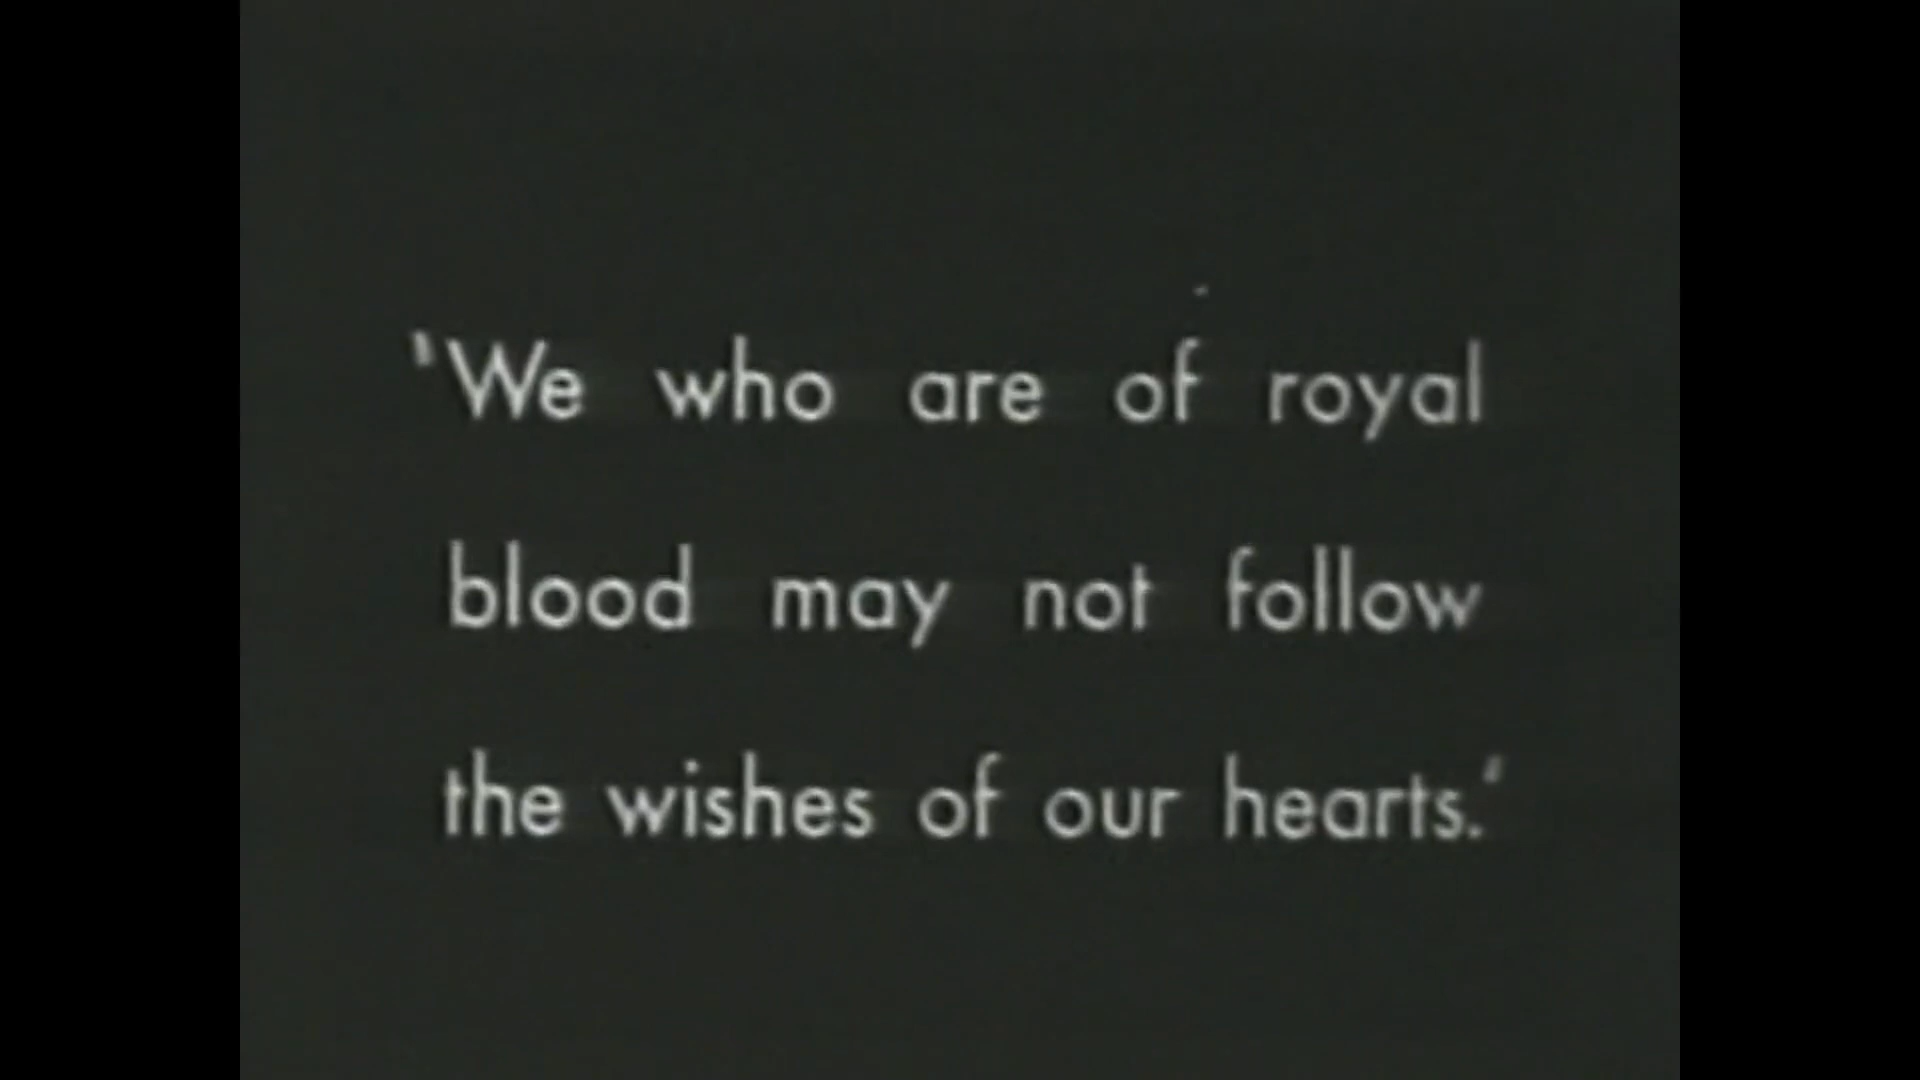 'We who are of royal
blood may not follow
the wishes of our hearts.'